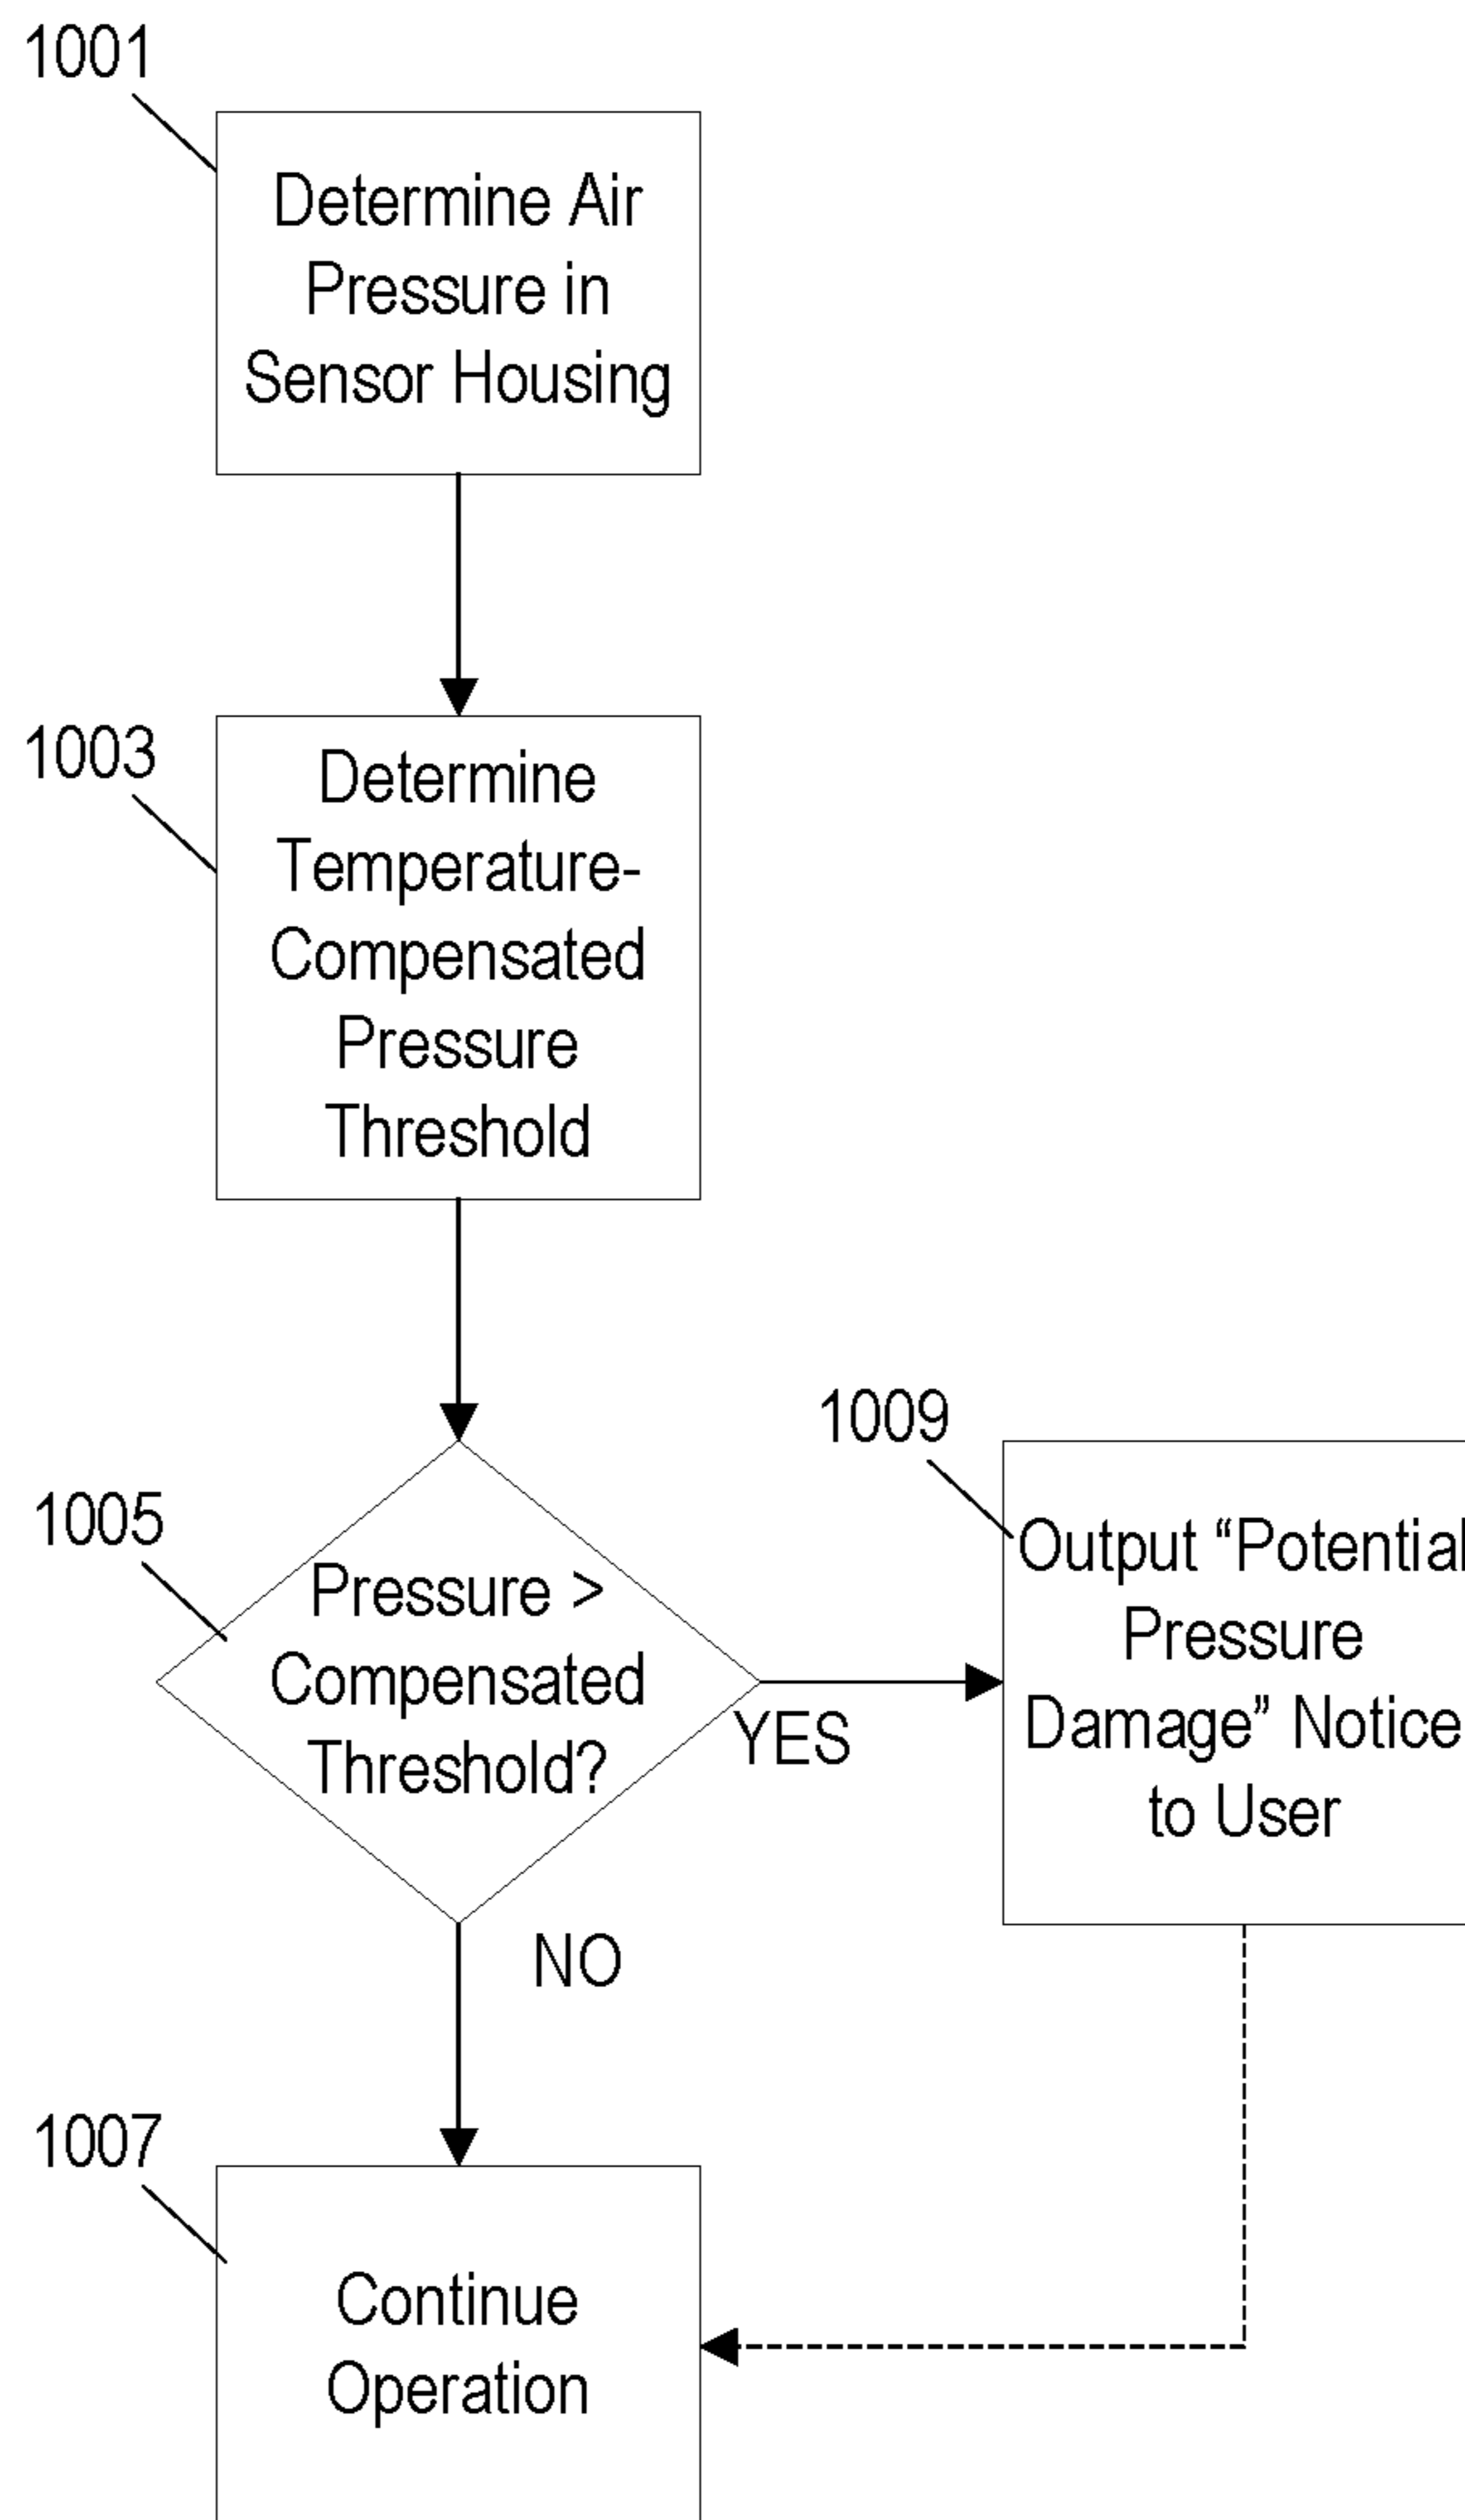 1001
Determine Air
Pressure in
Sensor Housing
1003
Determine
Temperature-
Compensated
Pressure
Threshold
1005
Pressure >
Compensated
Threshold?
YES
NO
1009
Output “Potential
Pressure
Damage” Notice
to User
1007
Continue
Operation